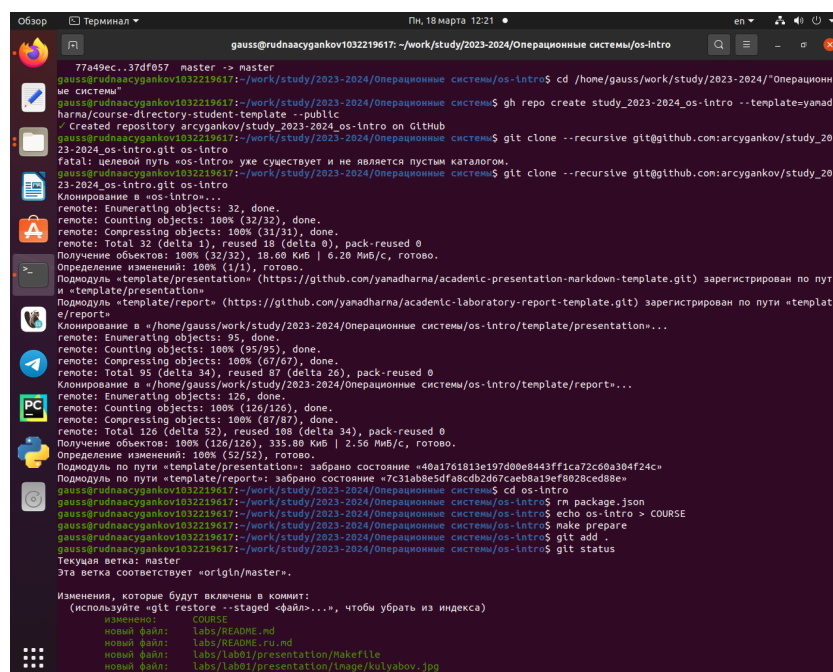 Обзор Терминал Пн, 18 марта 12:21 en
gauss@rudnaacygankov1032219617: ~/work/study/2023-2024/Операционные системы/os-intro
77a49ec..37df057 master -> master
gauss@rudnaacygankov1032219617:~/work/study/2023-2024/Операционные системы/os-intro$ cd /home/gauss/work/study/2023-2024/"Операционн
ые системы"
gauss@rudnaacygankov1032219617:~/work/study/2023-2024/Операционные системы$ gh repo create study_2023-2024_os-intro --template=yamad
harma/course-directory-student-template --public
✓ Created repository arcygankov/study_2023-2024_os-intro on GitHub
gauss@rudnaacygankov1032219617:~/work/study/2023-2024/Операционные системы$ git clone --recursive git@github.com:arcygankov/study_20
23-2024_os-intro.git os-intro
fatal: целевой путь «os-intro» уже существует и не является пустым каталогом.
gauss@rudnaacygankov1032219617:~/work/study/2023-2024/Операционные системы$ git clone --recursive git@github.com:arcygankov/study_20
23-2024_os-intro.git os-intro
Клонирование в «os-intro»...
remote: Enumerating objects: 32, done.
remote: Counting objects: 100% (32/32), done.
remote: Compressing objects: 100% (31/31), done.
remote: Total 32 (delta 1), reused 18 (delta 0), pack-reused 0
Получение объектов: 100% (32/32), 18.60 КиБ | 6.20 МиБ/с, готово.
Определение изменений: 100% (1/1), готово.
Подмодуль «template/presentation» (https://github.com/yamadharma/academic-presentation-markdown-template.git) зарегистрирован по пут
и «template/presentation»
Подмодуль «template/report» (https://github.com/yamadharma/academic-laboratory-report-template.git) зарегистрирован по пути «templat
e/report»
Клонирование в «/home/gauss/work/study/2023-2024/Операционные системы/os-intro/template/presentation»...
remote: Enumerating objects: 95, done.
remote: Counting objects: 100% (95/95), done.
remote: Compressing objects: 100% (67/67), done.
remote: Total 95 (delta 34), reused 87 (delta 26), pack-reused 0
Клонирование в «/home/gauss/work/study/2023-2024/Операционные системы/os-intro/template/report»...
remote: Enumerating objects: 126, done.
remote: Counting objects: 100% (126/126), done.
remote: Compressing objects: 100% (87/87), done.
remote: Total 126 (delta 52), reused 108 (delta 34), pack-reused 0
Получение объектов: 100% (126/126), 335.80 КиБ | 2.56 МиБ/с, готово.
Определение изменений: 100% (52/52), готово.
Подмодуль по пути «template/presentation»: забрано состояние «40a1761813e197d00e8443ff1ca72c60a304f24c»
Подмодуль по пути «template/report»: забрано состояние «7c31ab8e5dfa8cdb2d67caeb8a19ef8028ced88e»
gauss@rudnaacygankov1032219617:~/work/study/2023-2024/Операционные системы$ cd os-intro
gauss@rudnaacygankov1032219617:~/work/study/2023-2024/Операционные системы/os-intro$ rm package.json
gauss@rudnaacygankov1032219617:~/work/study/2023-2024/Операционные системы/os-intro$ echo os-intro > COURSE
gauss@rudnaacygankov1032219617:~/work/study/2023-2024/Операционные системы/os-intro$ make prepare
gauss@rudnaacygankov1032219617:~/work/study/2023-2024/Операционные системы/os-intro$ git add .
gauss@rudnaacygankov1032219617:~/work/study/2023-2024/Операционные системы/os-intro$ git status
Текущая ветка: master
Эта ветка соответствует «origin/master».
Изменения, которые будут включены в коммит:
(используйте «git restore --staged <файл>...», чтобы убрать из индекса)
изменено: COURSE
новый файл: labs/README.md
новый файл: labs/README.ru.md
новый файл: labs/lab01/presentation/Makefile
новый файл: labs/lab01/presentation/image/kulyabov.jpg
PC